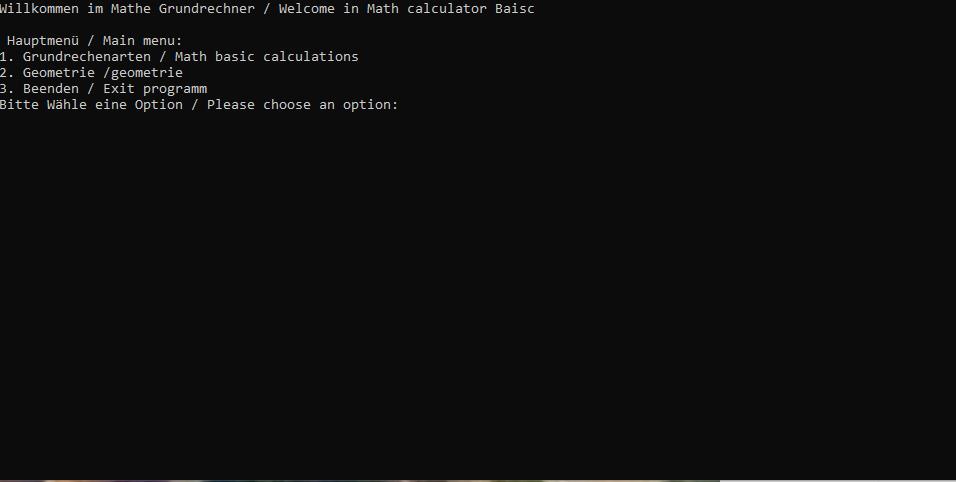 Willkommen im Mathe Grundrechner / Welcome in Math calculator Baisc
Hauptmenü / Main menu:
1. Grundrechenarten / Math basic calculations
2. Geometrie /geometrie
3. Beenden / Exit programm
Bitte Wähle eine Option / Please choose an option: